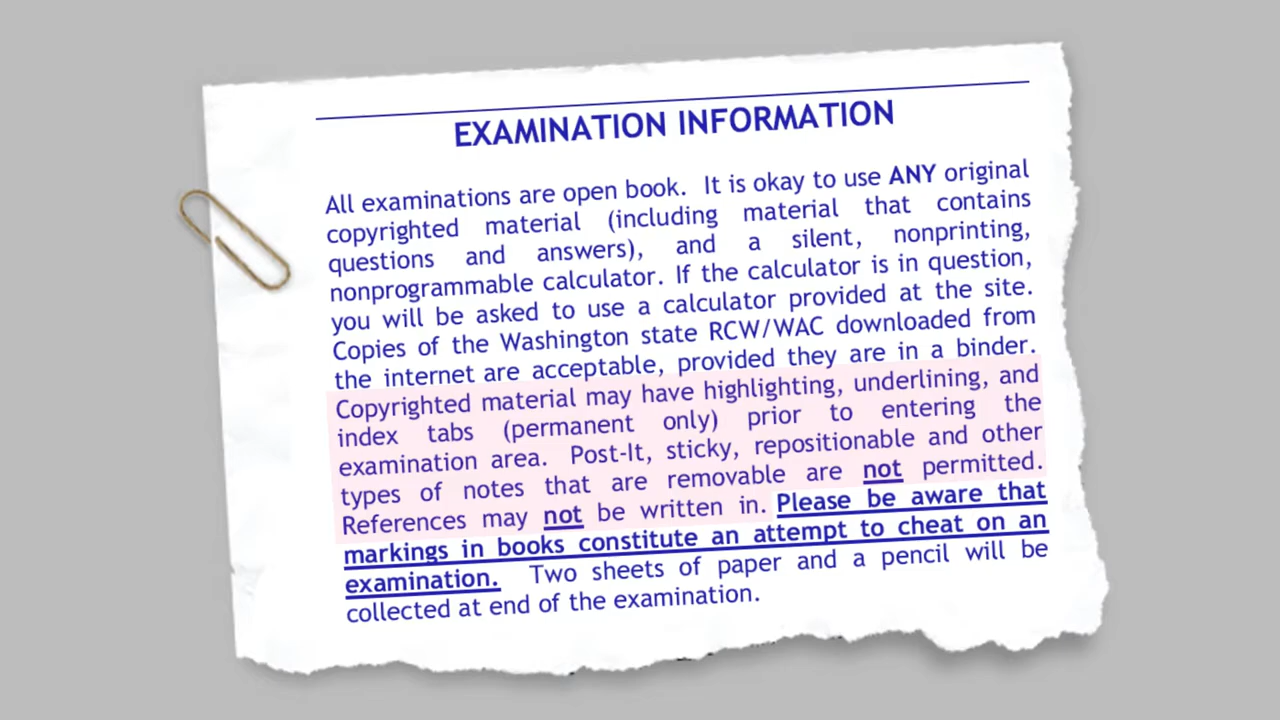 EXAMINATION INFORMATION
All examinations are open book. It is okay to use ANY original
copyrighted material (including material that contains
questions and answers), and a silent, nonprinting,
nonprogrammable calculator. If the calculator is in question,
you will be asked to use a calculator provided at the site.
Copies of the Washington state RCW/WAC downloaded from
the internet are acceptable, provided they are in a binder.
Copyrighted material may have highlighting, underlining, and
index tabs (permanent only) prior to entering the
examination area. Post-It, sticky, repositionable and other
types of notes that are removable are not permitted.
References may not be written in. Please be aware that
markings in books constitute an attempt to cheat on an
examination. Two sheets of paper and a pencil will be
collected at end of the examination.